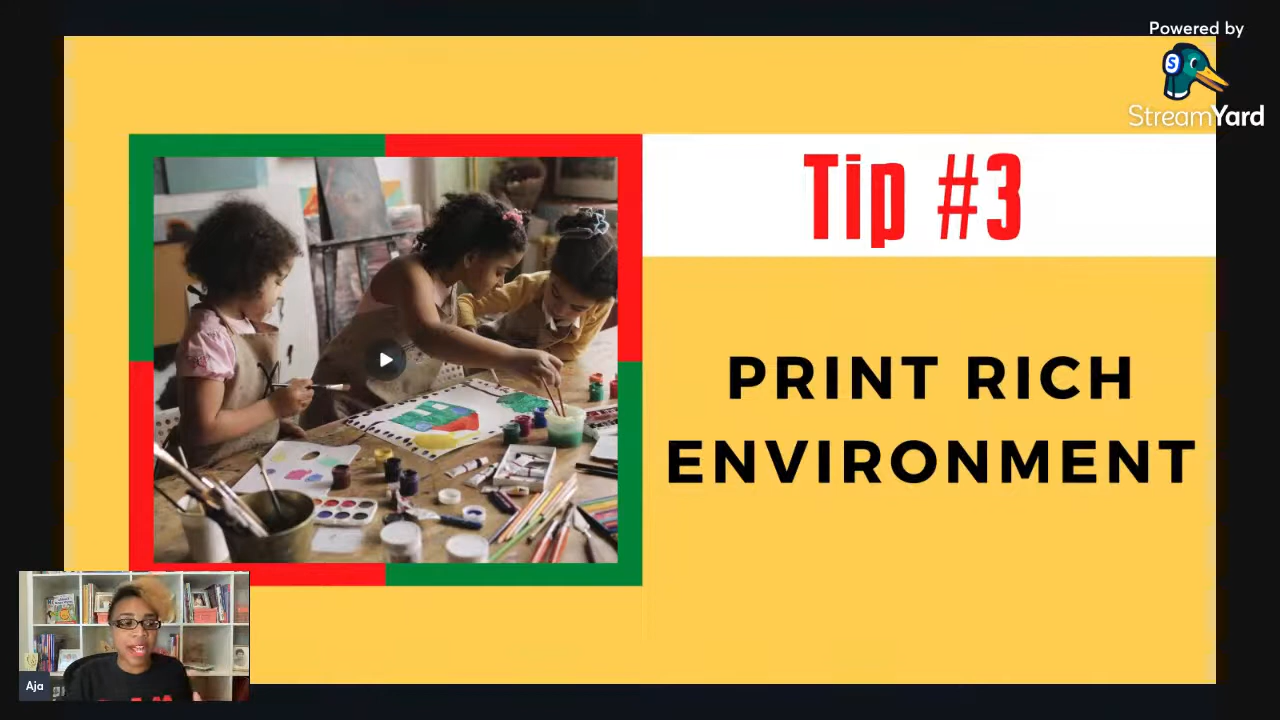 Powered by
StreamYard
Tip #3
PRINT RICH
ENVIRONMENT
Aja